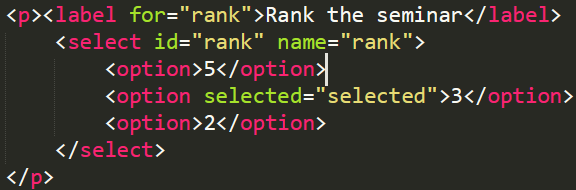 <p><label for="rank">Rank the seminar</label>
<select id="rank" name="rank">
<option>5</option>
<option selected="selected">3</option>
<option>2</option>
</select>
</p>